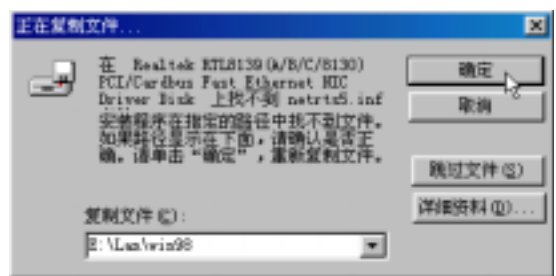 正在复制文件...
在 Realtek RTL8139(A/B/C/8130)
PCI/Cardbus Fast Ethernet NIC
Driver Disk 上找不到 netrts5.inf
安装程序在指定的路径中找不到文件。
如果路径显示在下面，请确认是否正
确。请单击“确定”，重新复制文件。
确定
取消
跳过文件(S)
详细资料(D)...
复制文件(C):
E:\Lan\win98